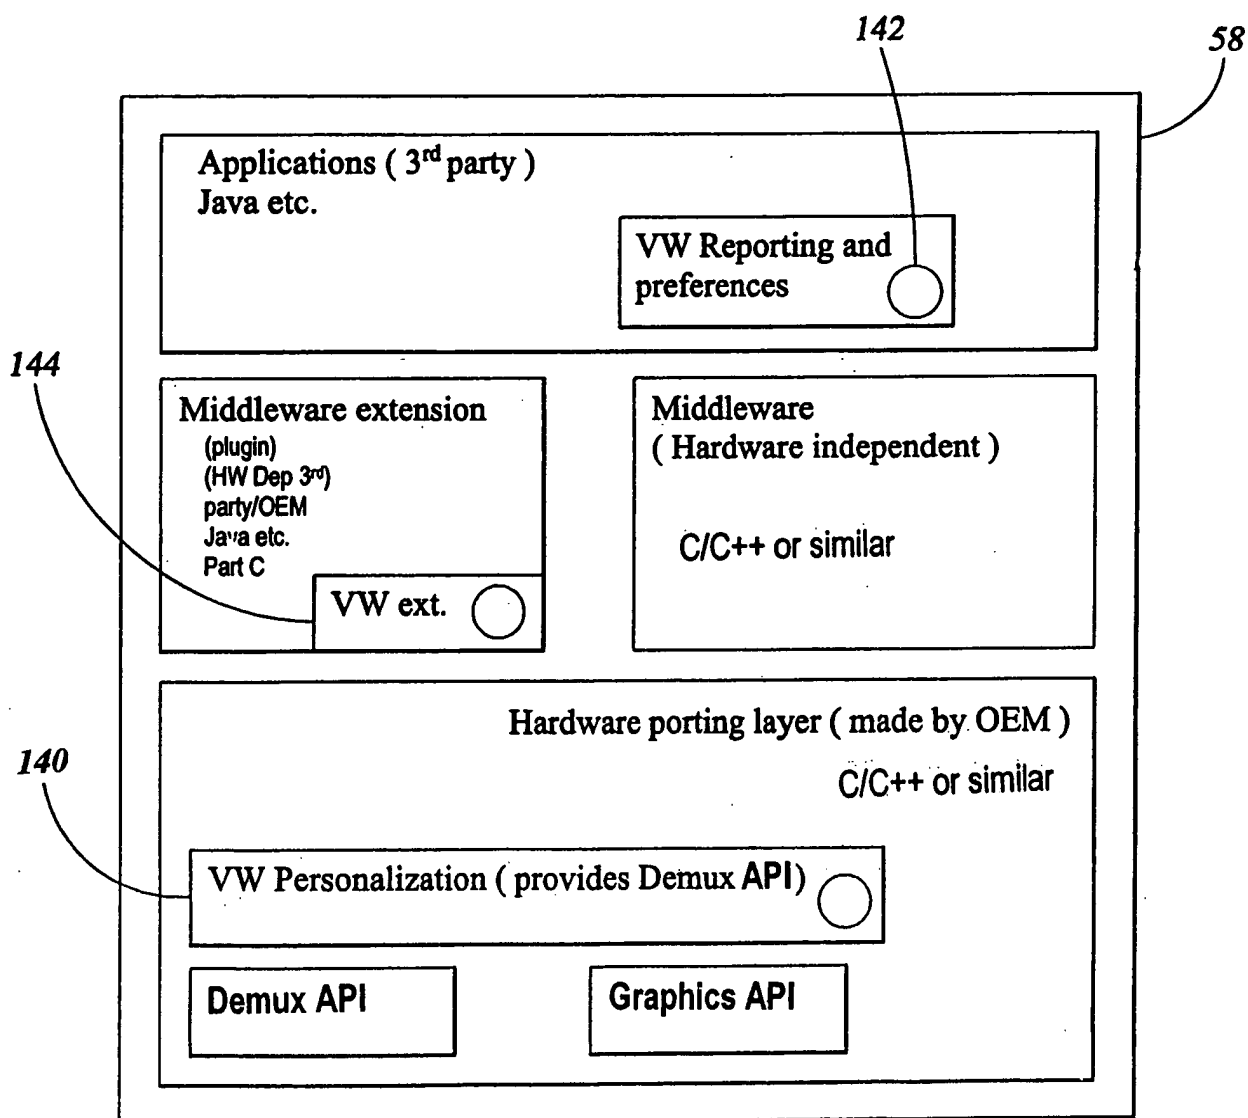 142
58
Applications ( 3rd party )
Java etc.
VW Reporting and
preferences
144
Middleware extension
(plugin)
(HW Dep 3rd)
party/OEM
Java etc.
Part C
VW ext.
Middleware
( Hardware independent )
C/C++ or similar
Hardware porting layer ( made by OEM )
C/C++ or similar
140
VW Personalization ( provides Demux API)
Demux API
Graphics API